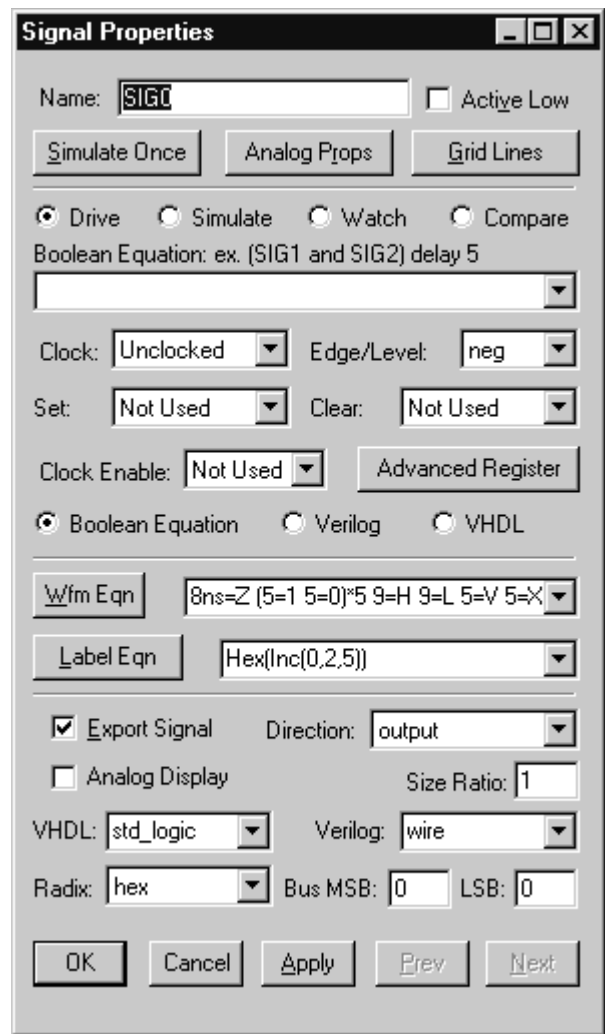 Signal Properties
Name: SIG0 Active Low
Simulate Once Analog Props Grid Lines
Drive Simulate Watch Compare
Boolean Equation: ex. (SIG1 and SIG2) delay 5
Clock: Unclocked Edge/Level: neg
Set: Not Used Clear: Not Used
Clock Enable: Not Used Advanced Register
Boolean Equation Verilog VHDL
Wfm Eqn 8ns=Z (5=1 5=0)*5 9=H 9=L 5=V 5=X
Label Eqn Hex(Inc(0,2,5))
Export Signal Direction: output
Analog Display Size Ratio: 1
VHDL: std_logic Verilog: wire
Radix: hex Bus MSB: 0 LSB: 0
OK Cancel Apply Prev Next